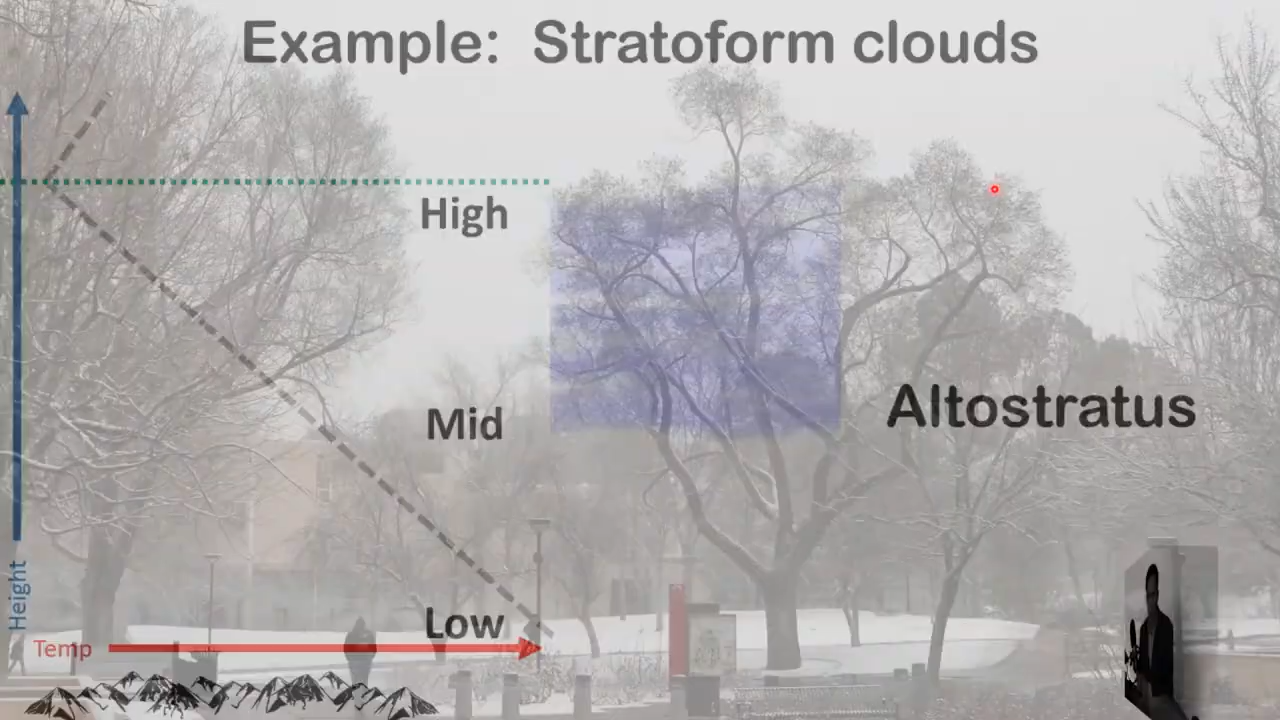 Example: Stratoform clouds
High
Mid
Altostratus
Low
Height
Temp